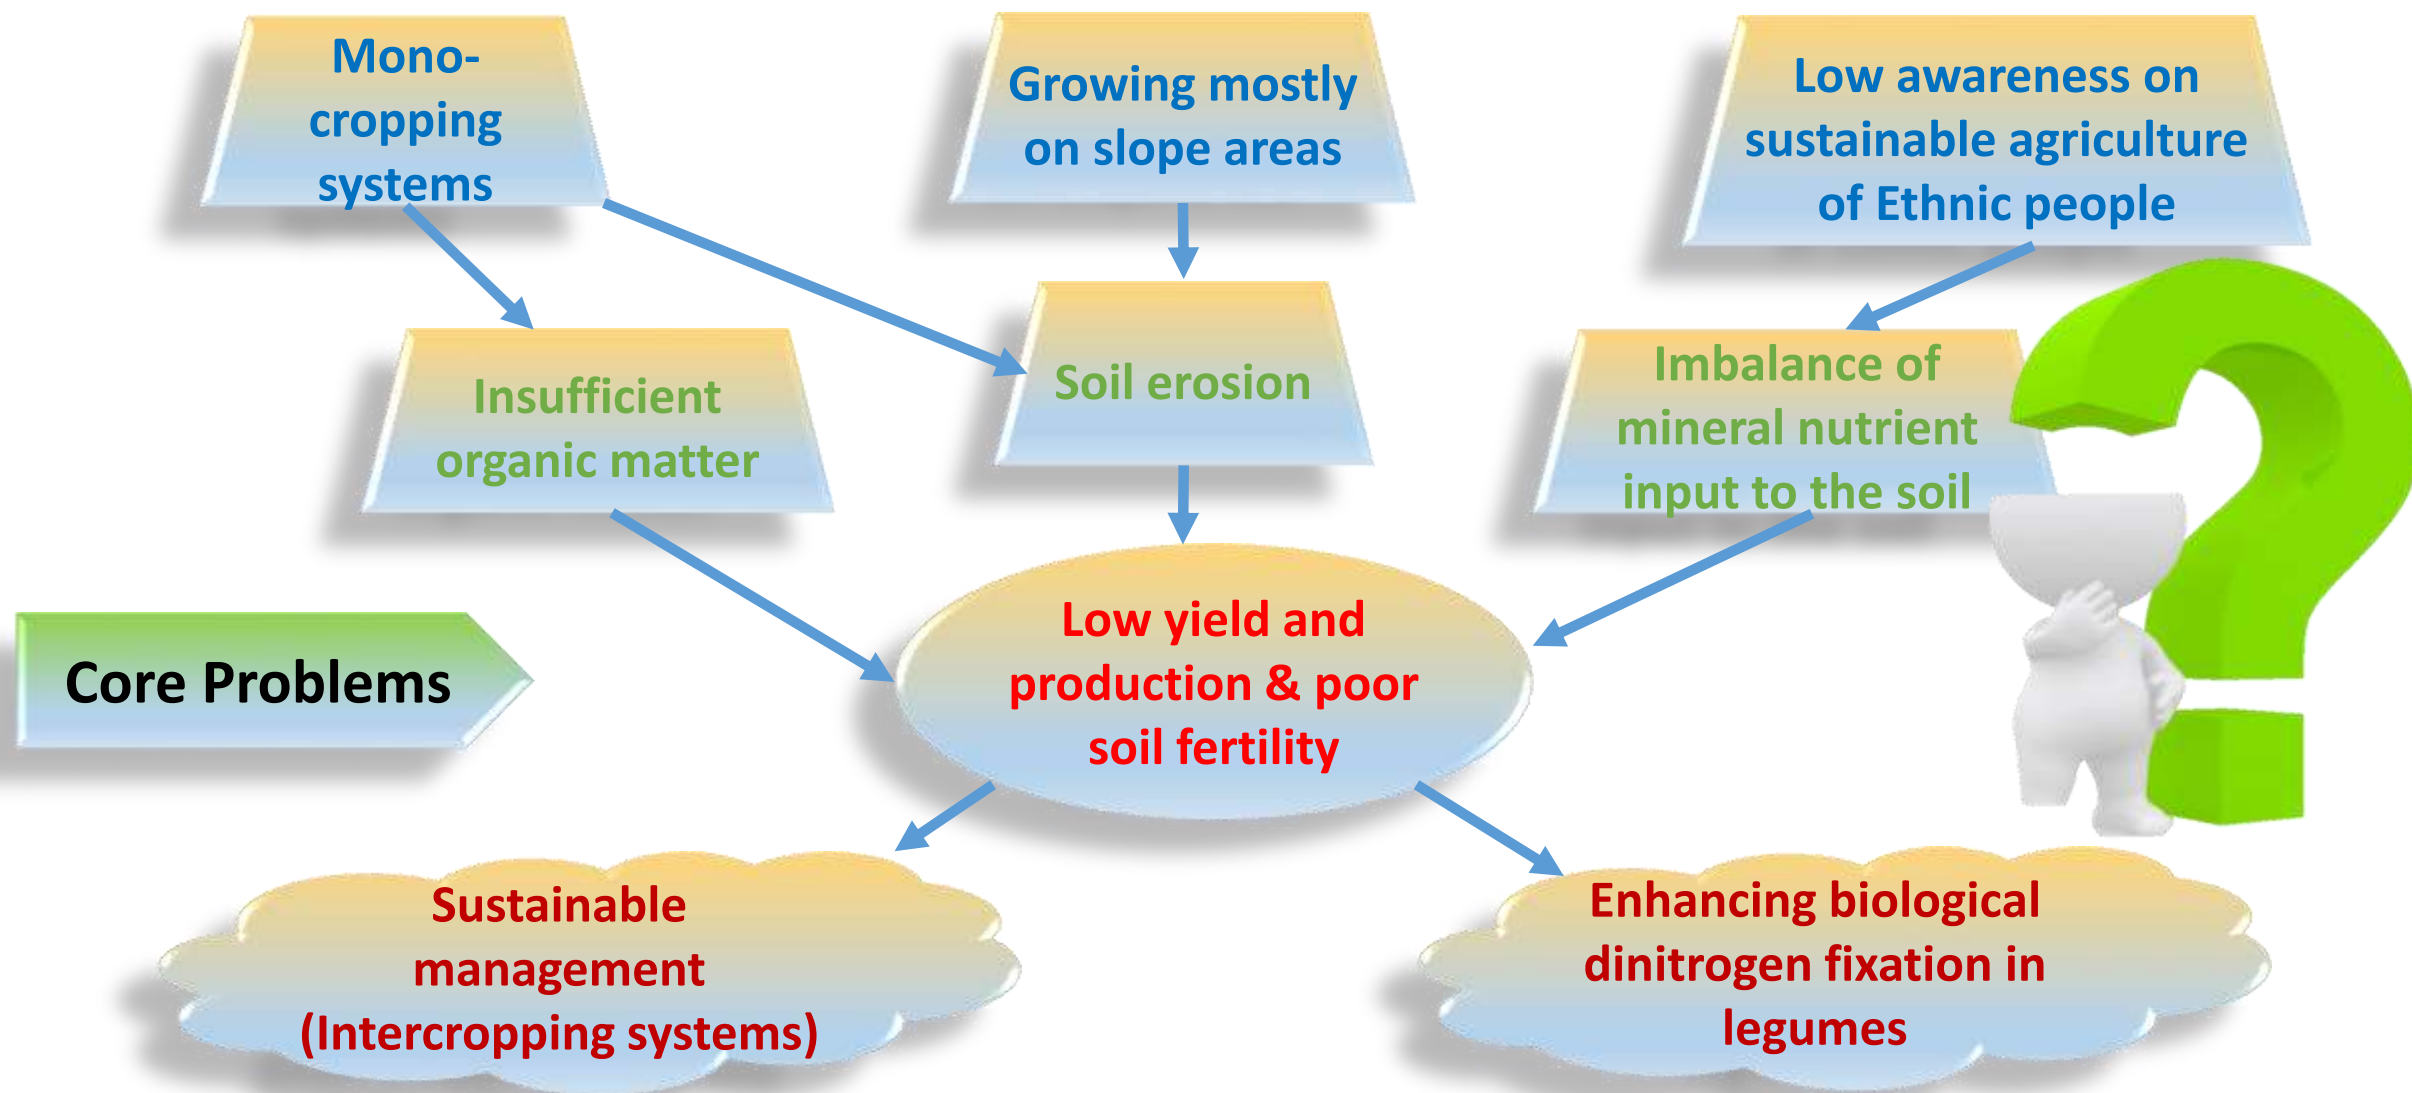 Mono-
cropping
systems
Growing mostly
on slope areas
Low awareness on
sustainable agriculture
of Ethnic people
Insufficient
organic matter
Soil erosion
Imbalance of
mineral nutrient
input to the soil
Core Problems
Low yield and
production & poor
soil fertility
Sustainable
management
(Intercropping systems)
Enhancing biological
dinitrogen fixation in
legumes